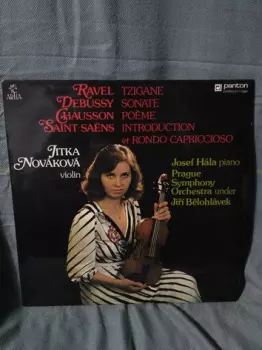 RAVEL TZIGANE
DEBUSSY SONATE
CHAUSSON POÈME
SAINT-SAËNS INTRODUCTION
et RONDO CAPRICCIOSO
JITKA
NOVÁKOVÁ
violin
Josef Hála piano
Prague
Symphony
Orchestra under
Jiří Bělohlávek
panton
ARTIA